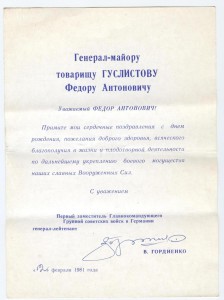 Генерал-майору
товарищу ГУСЛИСТОВУ
Федору Антоновичу
Уважаемый ФЕДОР АНТОНОВИЧ!
Примите мои сердечные поздравления с днем
рождения, пожелания доброго здоровья, всяческого
благополучия в жизни и плодотворной деятельности
по дальнейшему укреплению боевого могущества
наших славных Вооруженных Сил.
С уважением
Первый заместитель Главнокомандующего
Группой советских войск в Германии
генерал-лейтенант
В. ГОРДИЕНКО
февраля 1981 года